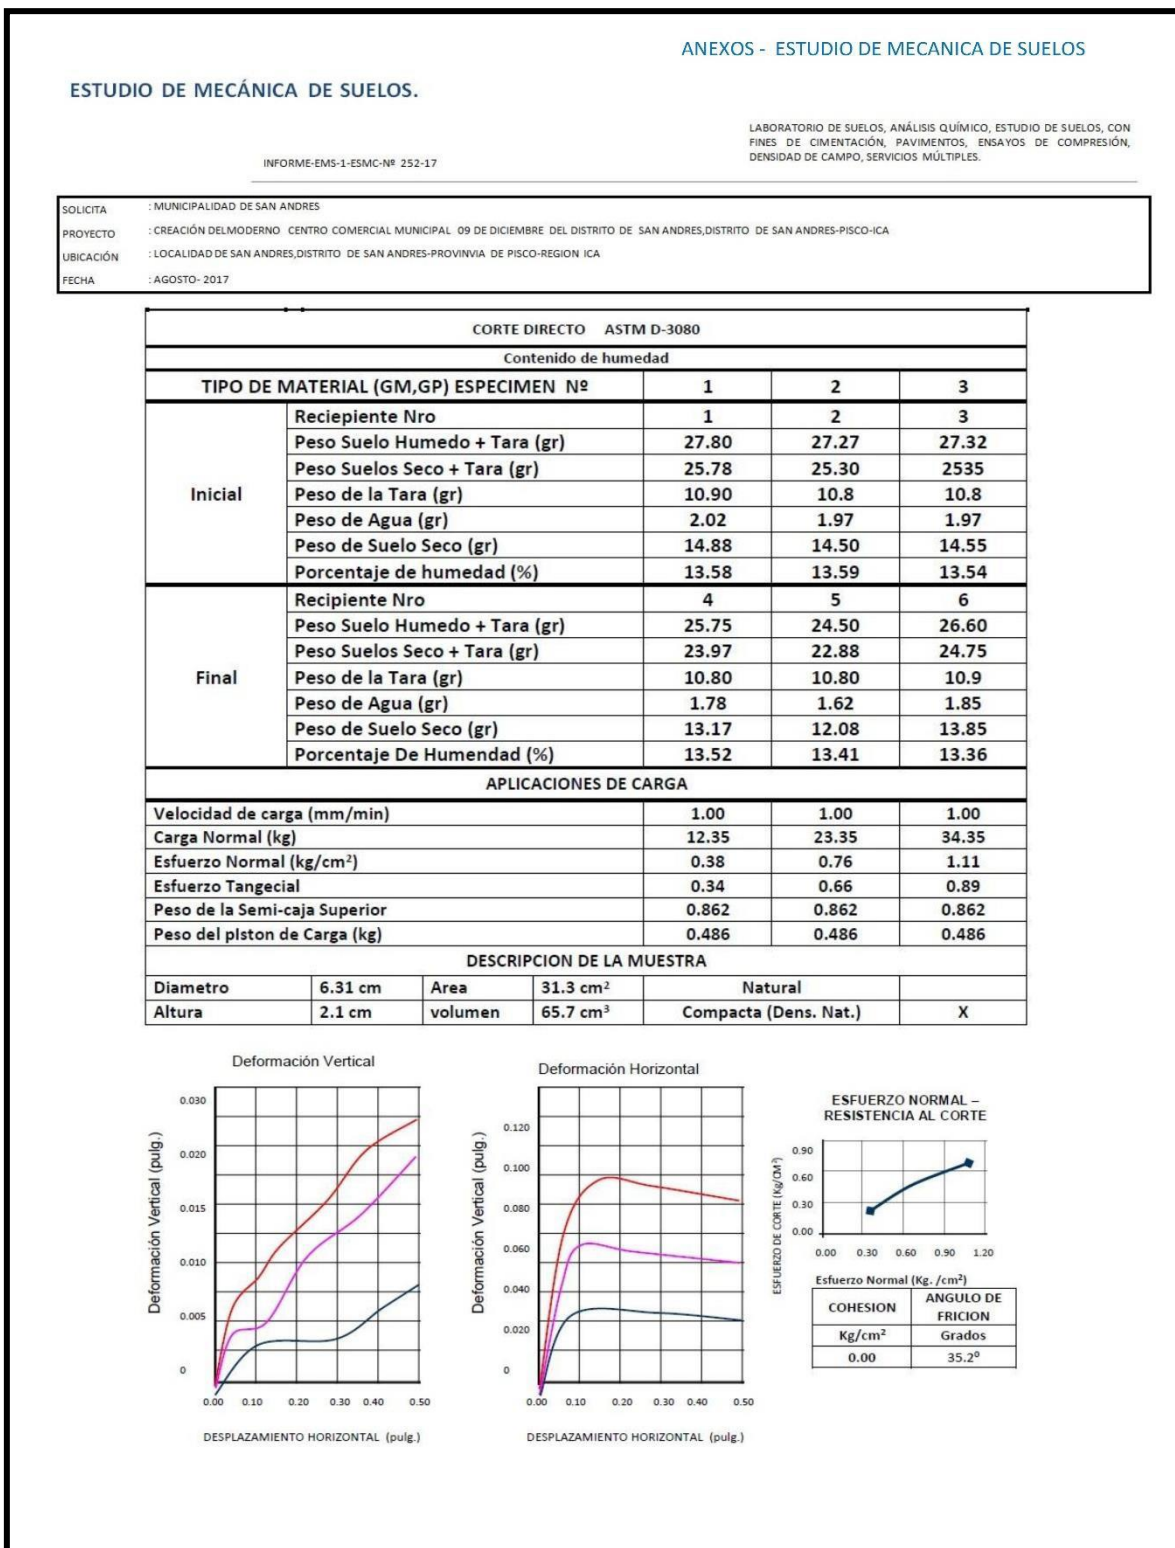 ANEXOS - ESTUDIO DE MECANICA DE SUELOS
ESTUDIO DE MECÁNICA DE SUELOS.
LABORATORIO DE SUELOS, ANÁLISIS QUÍMICO, ESTUDIO DE SUELOS, CON
FINES DE CIMENTACIÓN, PAVIMENTOS, ENSAYOS DE COMPRESIÓN,
DENSIDAD DE CAMPO, SERVICIOS MÚLTIPLES.
INFORME-EMS-1-ESMC-Nº 252-17
SOLICITA : MUNICIPALIDAD DE SAN ANDRES
PROYECTO : CREACIÓN DELMODERNO CENTRO COMERCIAL MUNICIPAL 09 DE DICIEMBRE DEL DISTRITO DE SAN ANDRES,DISTRITO DE SAN ANDRES-PISCO-ICA
UBICACIÓN : LOCALIDAD DE SAN ANDRES,DISTRITO DE SAN ANDRES-PROVINVIA DE PISCO-REGION ICA
FECHA : AGOSTO- 2017
CORTE DIRECTO ASTM D-3080
Contenido de humedad
TIPO DE MATERIAL (GM,GP) ESPECIMEN Nº 1 2 3
Inicial
Reciepiente Nro 1 2 3
Peso Suelo Humedo + Tara (gr) 27.80 27.27 27.32
Peso Suelos Seco + Tara (gr) 25.78 25.30 2535
Peso de la Tara (gr) 10.90 10.8 10.8
Peso de Agua (gr) 2.02 1.97 1.97
Peso de Suelo Seco (gr) 14.88 14.50 14.55
Porcentaje de humedad (%) 13.58 13.59 13.54
Final
Recipiente Nro 4 5 6
Peso Suelo Humedo + Tara (gr) 25.75 24.50 26.60
Peso Suelos Seco + Tara (gr) 23.97 22.88 24.75
Peso de la Tara (gr) 10.80 10.80 10.9
Peso de Agua (gr) 1.78 1.62 1.85
Peso de Suelo Seco (gr) 13.17 12.08 13.85
Porcentaje De Humendad (%) 13.52 13.41 13.36
APLICACIONES DE CARGA
Velocidad de carga (mm/min) 1.00 1.00 1.00
Carga Normal (kg) 12.35 23.35 34.35
Esfuerzo Normal (kg/cm²) 0.38 0.76 1.11
Esfuerzo Tangecial 0.34 0.66 0.89
Peso de la Semi-caja Superior 0.862 0.862 0.862
Peso del pIston de Carga (kg) 0.486 0.486 0.486
DESCRIPCION DE LA MUESTRA
Diametro 6.31 cm Area 31.3 cm² Natural
Altura 2.1 cm volumen 65.7 cm³ Compacta (Dens. Nat.) X
Deformación Vertical
Deformación Vertical (pulg.)
0.030
0.020
0.015
0.010
0.005
0
0.00 0.10 0.20 0.30 0.40 0.50
DESPLAZAMIENTO HORIZONTAL (pulg.)
Deformación Horizontal
Deformación Vertical (pulg.)
0.120
0.100
0.080
0.060
0.040
0.020
0
0.00 0.10 0.20 0.30 0.40 0.50
DESPLAZAMIENTO HORIZONTAL (pulg.)
ESFUERZO NORMAL –
RESISTENCIA AL CORTE
ESFUERZO DE CORTE (Kg/CM²)
0.90
0.60
0.30
0.00
0.00 0.30 0.60 0.90 1.20
Esfuerzo Normal (Kg. /cm²)
COHESION ANGULO DE
FRICION
Kg/cm² Grados
0.00 35.2⁰